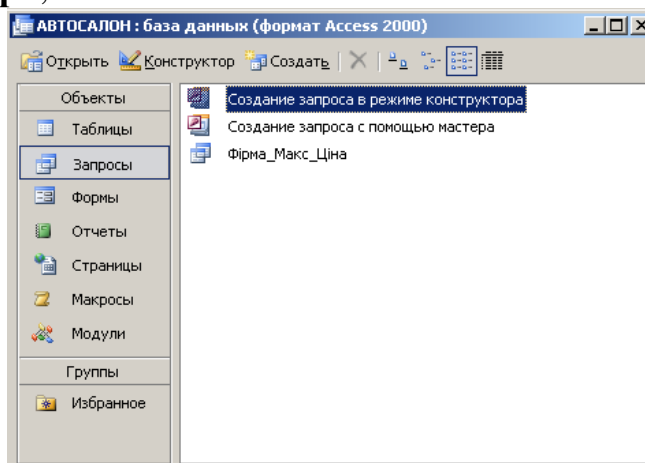 АВТОСАЛОН : база данных (формат Access 2000)
Открыть Конструктор Создать
Объекты
Таблицы
Запросы
Формы
Отчеты
Страницы
Макросы
Модули
Группы
Избранное
Создание запроса в режиме конструктора
Создание запроса с помощью мастера
Фірма_Макс_Ціна